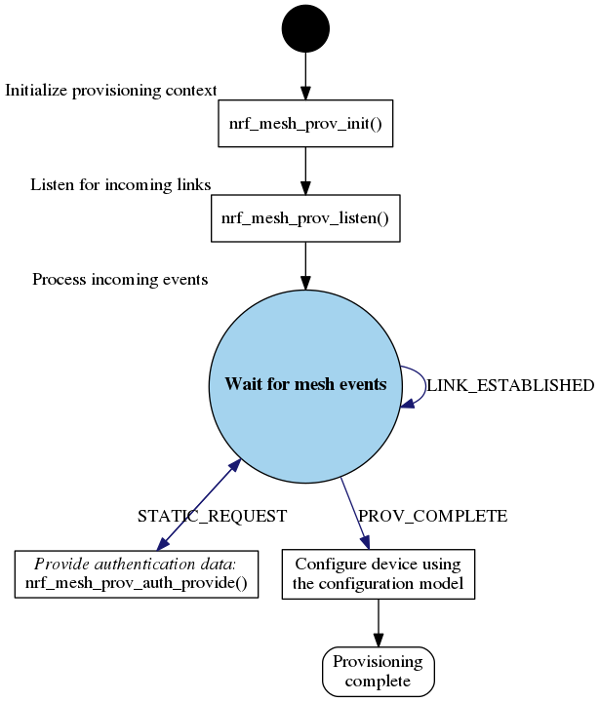 Initialize provisioning context
nrf_mesh_prov_init()
Listen for incoming links
nrf_mesh_prov_listen()
Process incoming events
Wait for mesh events
LINK_ESTABLISHED
STATIC_REQUEST
PROV_COMPLETE
Provide authentication data:
nrf_mesh_prov_auth_provide()
Configure device using
the configuration model
Provisioning
complete